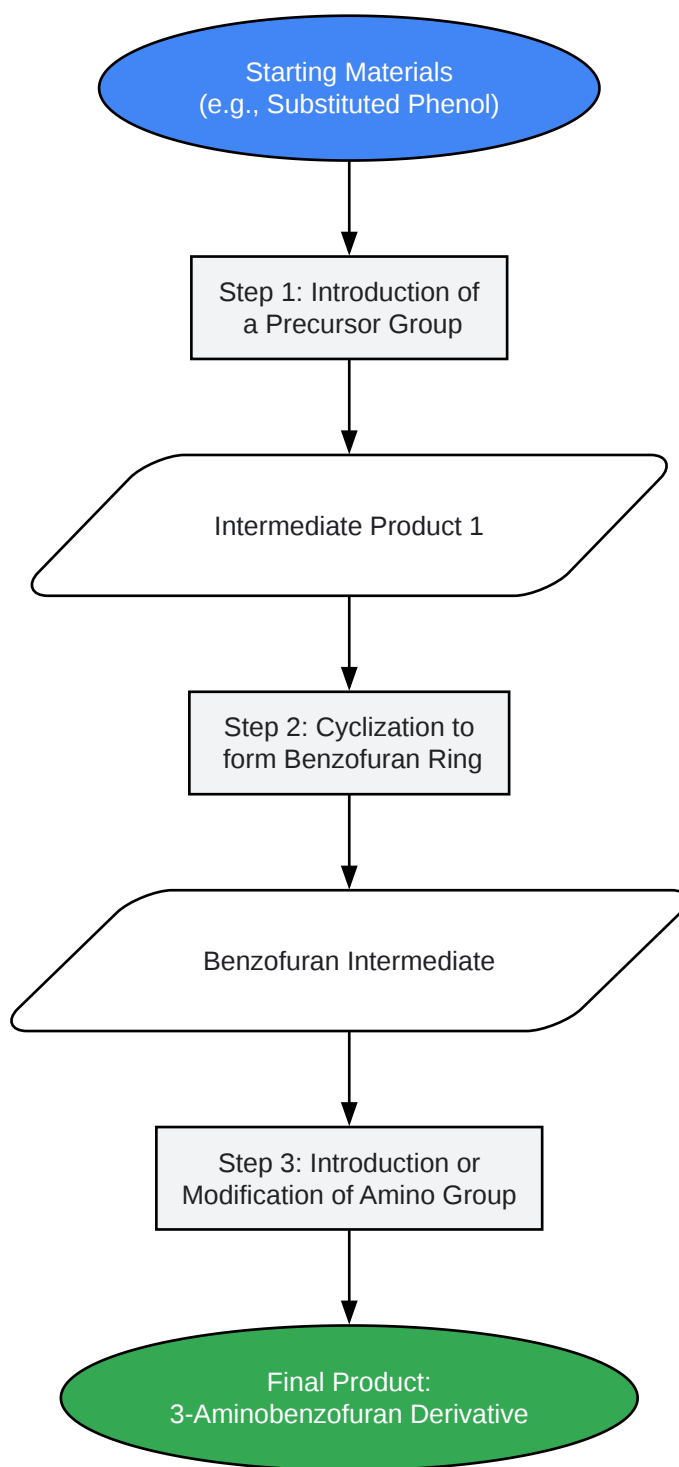 Starting Materials
(e.g., Substituted Phenol)
Step 1: Introduction of
a Precursor Group
Intermediate Product 1
Step 2: Cyclization to
form Benzofuran Ring
Benzofuran Intermediate
Step 3: Introduction or
Modification of Amino Group
Final Product:
3-Aminobenzofuran Derivative